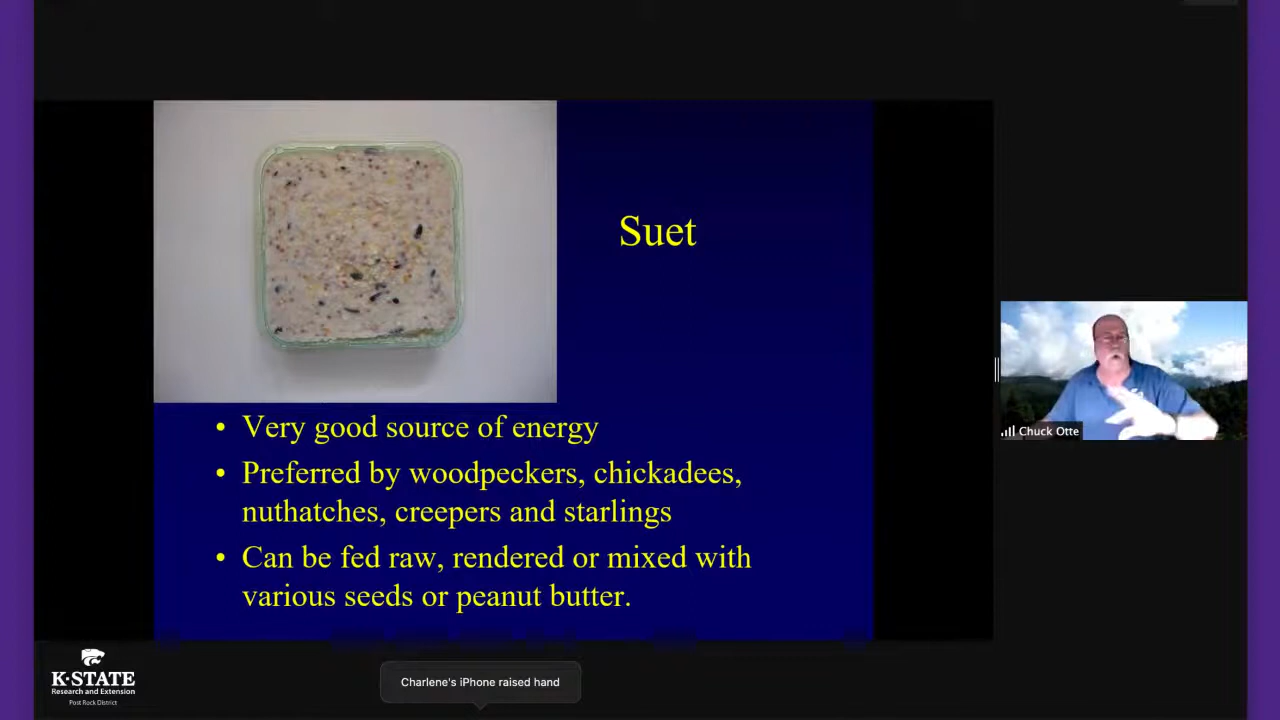 Suet
• Very good source of energy
• Preferred by woodpeckers, chickadees,
nuthatches, creepers and starlings
• Can be fed raw, rendered or mixed with
various seeds or peanut butter.
Chuck Otte
K-STATE
Research and Extension
Post Rock District
Charlene's iPhone raised hand